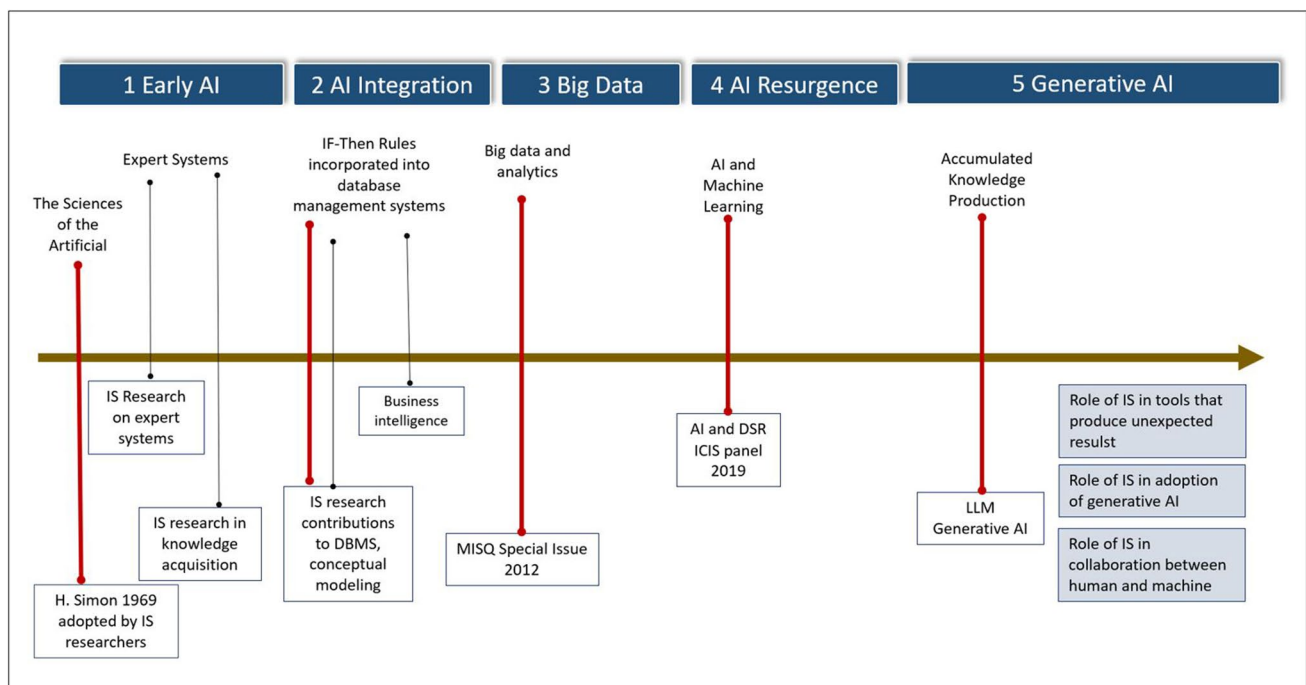 1 Early AI
2 AI Integration
3 Big Data
4 AI Resurgence
5 Generative AI
The Sciences
of the
Artificial
Expert Systems
IF-Then Rules
incorporated into
database
management systems
Big data and
analytics
AI and
Machine
Learning
Accumulated
Knowledge
Production
IS Research
on expert
systems
IS research in
knowledge
acquisition
H. Simon 1969
adopted by IS
researchers
Business
intelligence
IS research
contributions
to DBMS,
conceptual
modeling
MISQ Special Issue
2012
AI and DSR
ICIS panel
2019
LLM
Generative AI
Role of IS in tools that
produce unexpected
resulst
Role of IS in adoption
of generative AI
Role of IS in
collaboration between
human and machine